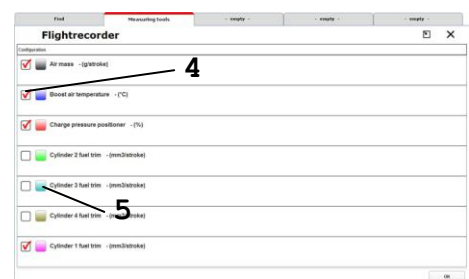 Find Measuring tools - empty - - empty - - empty -
Flightrecorder
Configuration
Air mass - (g/stroke)
4
Boost air temperature - (°C)
Charge pressure positioner - (%)
Cylinder 2 fuel trim - (mm3/stroke)
Cylinder 3 fuel trim - (mm3/stroke)
5
Cylinder 4 fuel trim - (mm3/stroke)
Cylinder 1 fuel trim - (mm3/stroke)
OK